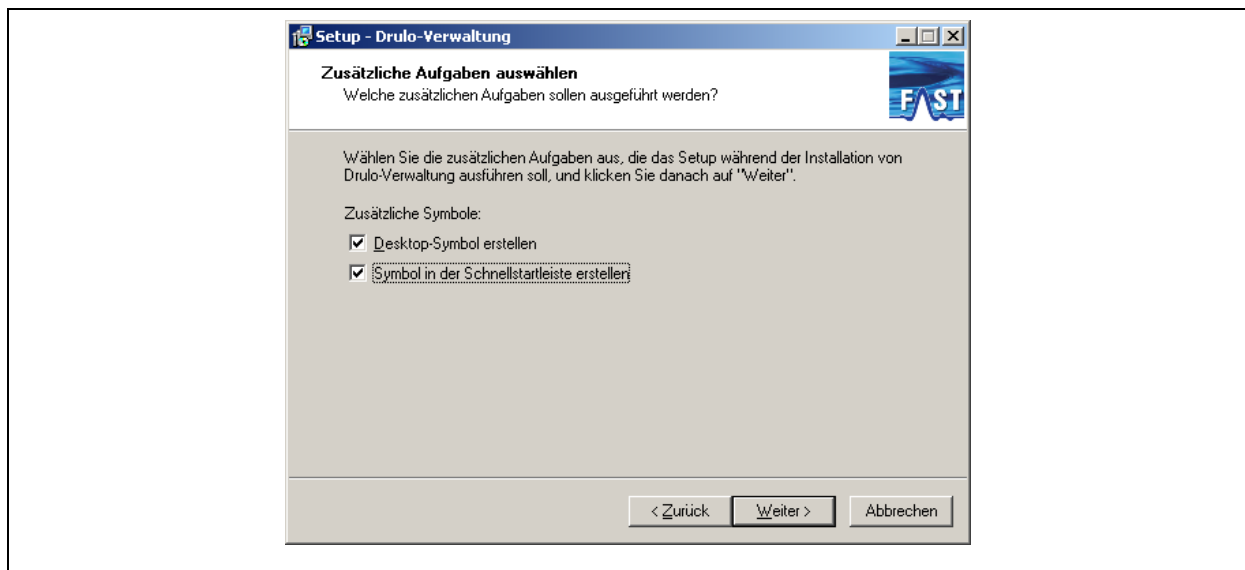 Setup - Drulo-Verwaltung
Zusätzliche Aufgaben auswählen
Welche zusätzlichen Aufgaben sollen ausgeführt werden?
FAST
Wählen Sie die zusätzlichen Aufgaben aus, die das Setup während der Installation von
Drulo-Verwaltung ausführen soll, und klicken Sie danach auf "Weiter".
Zusätzliche Symbole:
Desktop-Symbol erstellen
Symbol in der Schnellstartleiste erstellen
< Zurück
Weiter >
Abbrechen